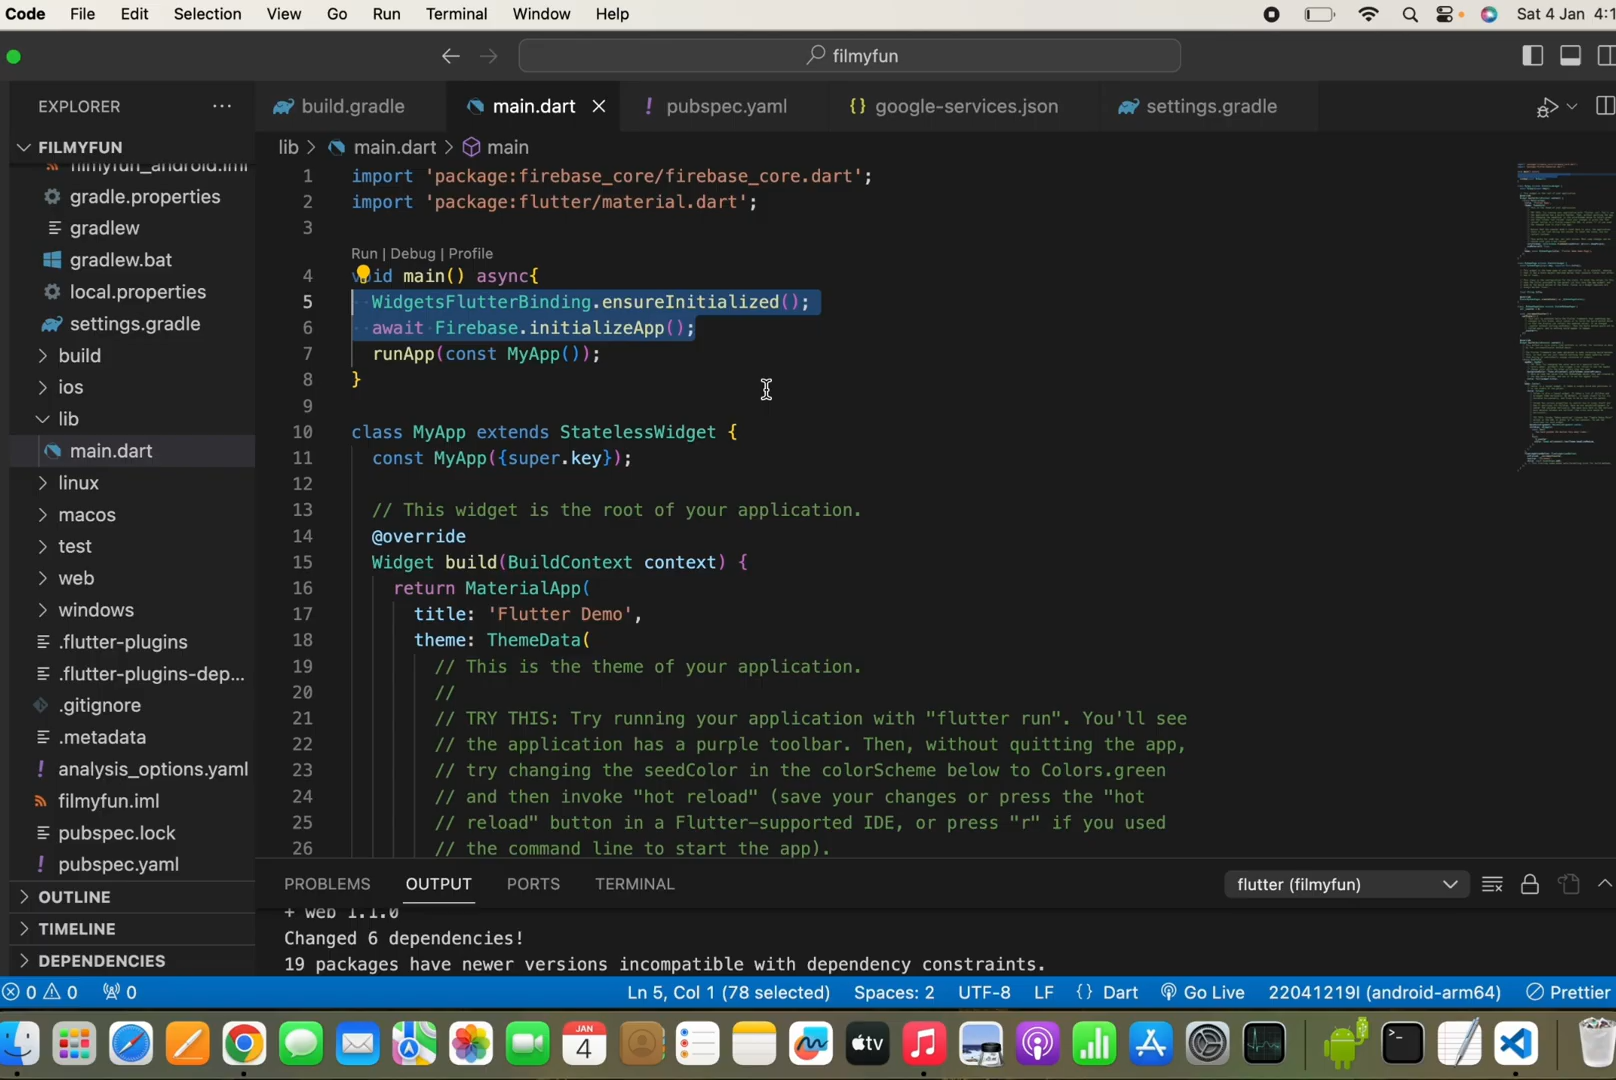 Code File Edit Selection View Go Run Terminal Window Help Sat 4 Jan 4:1
filmyfun
EXPLORER ...
build.gradle main.dart pubspec.yaml google-services.json settings.gradle
FILMYFUN
lib > main.dart > main
filmyfun_android.iml
gradle.properties
gradlew
gradlew.bat
local.properties
settings.gradle
build
ios
lib
main.dart
linux
macos
test
web
windows
.flutter-plugins
.flutter-plugins-dep...
.gitignore
.metadata
analysis_options.yaml
filmyfun.iml
pubspec.lock
pubspec.yaml
OUTLINE
TIMELINE
DEPENDENCIES
1 import 'package:firebase_core/firebase_core.dart';
2 import 'package:flutter/material.dart';
3
Run | Debug | Profile
4 void main() async{
5 WidgetsFlutterBinding.ensureInitialized();
6 await Firebase.initializeApp();
7 runApp(const MyApp());
8 }
9
10 class MyApp extends StatelessWidget {
11 const MyApp({super.key});
12
13 // This widget is the root of your application.
14 @override
15 Widget build(BuildContext context) {
16 return MaterialApp(
17 title: 'Flutter Demo',
18 theme: ThemeData(
19 // This is the theme of your application.
20 //
21 // TRY THIS: Try running your application with "flutter run". You'll see
22 // the application has a purple toolbar. Then, without quitting the app,
23 // try changing the seedColor in the colorScheme below to Colors.green
24 // and then invoke "hot reload" (save your changes or press the "hot
25 // reload" button in a Flutter-supported IDE, or press "r" if you used
26 // the command line to start the app).
PROBLEMS OUTPUT PORTS TERMINAL flutter (filmyfun)
+ web 1.1.0
Changed 6 dependencies!
19 packages have newer versions incompatible with dependency constraints.
0 0 0 Ln 5, Col 1 (78 selected) Spaces: 2 UTF-8 LF {} Dart Go Live 22041219I (android-arm64) Prettier
JAN
4
tv